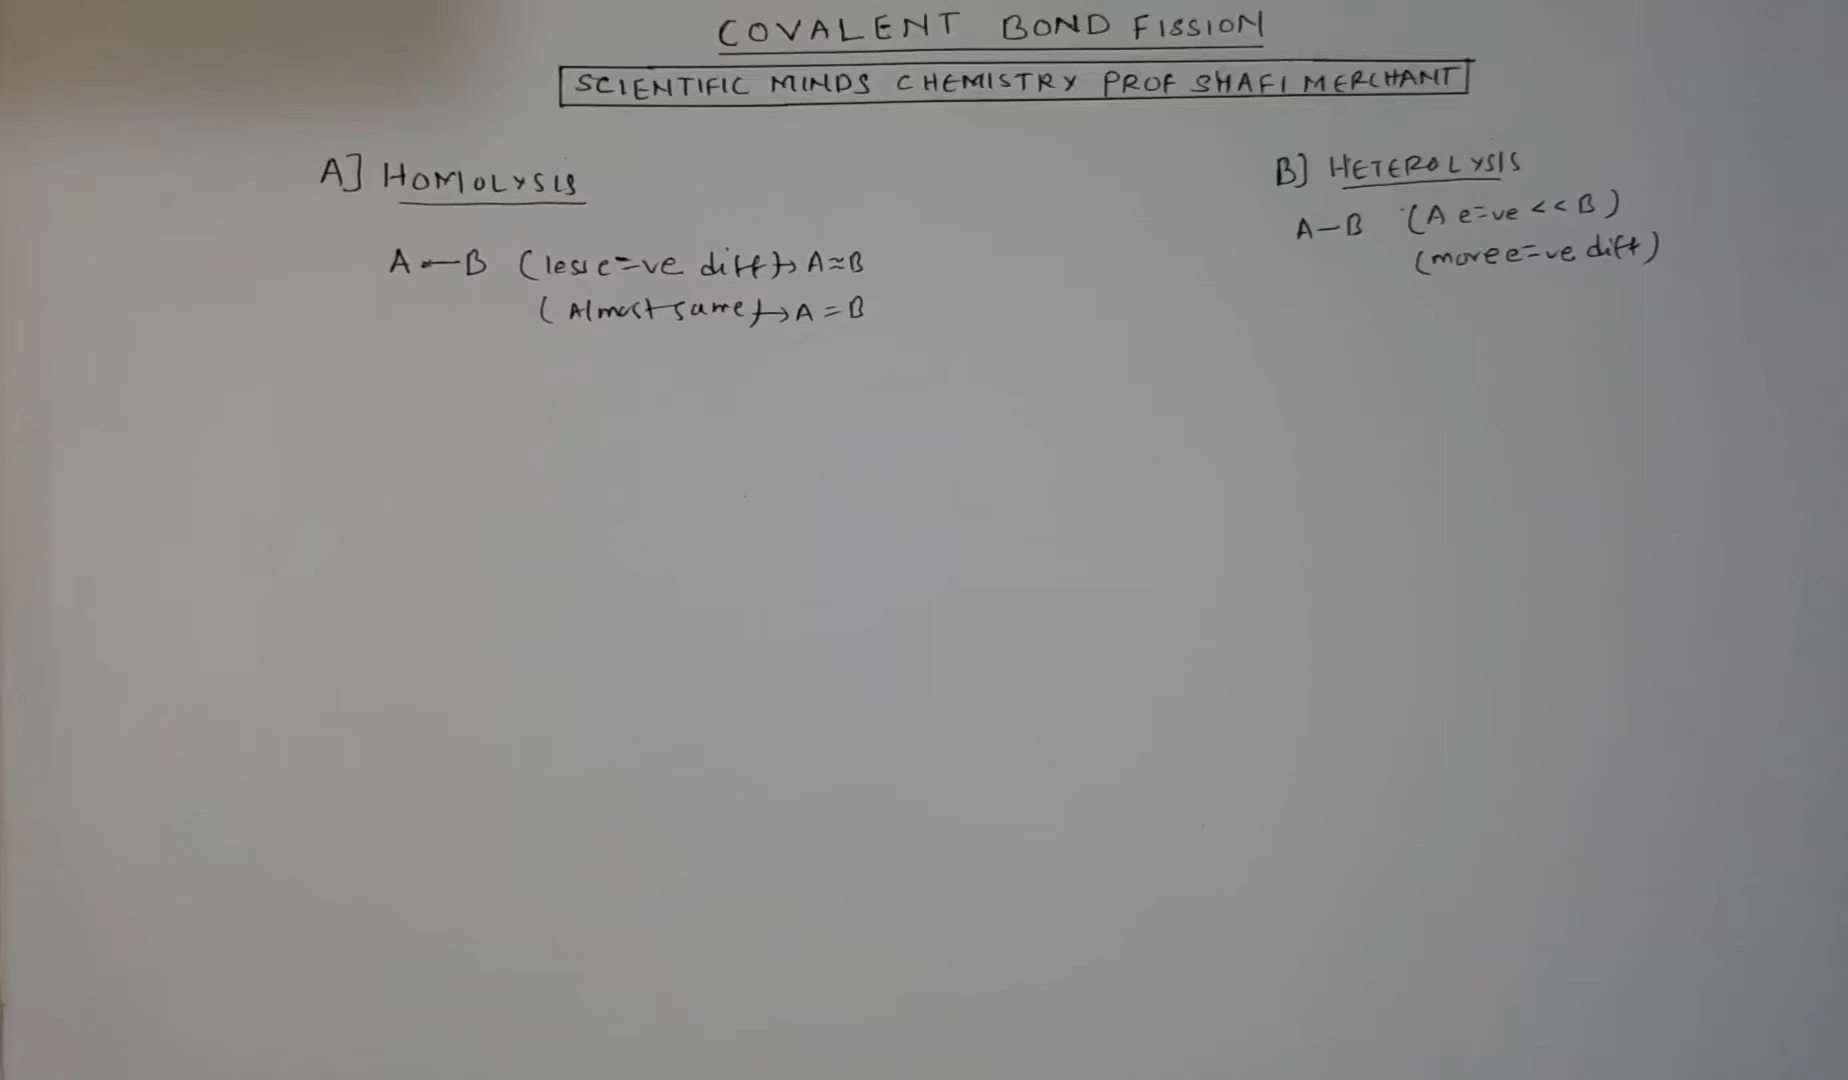 COVALENT BOND FISSION
SCIENTIFIC MINDS CHEMISTRY PROF SHAFI MERCHANT
A] HOMOLYSIS
A—B (less e=ve diff)→ A≈B
(Almost same)→ A=B
B] HETEROLYSIS
A—B (A e=ve << B)
(more e=ve diff)